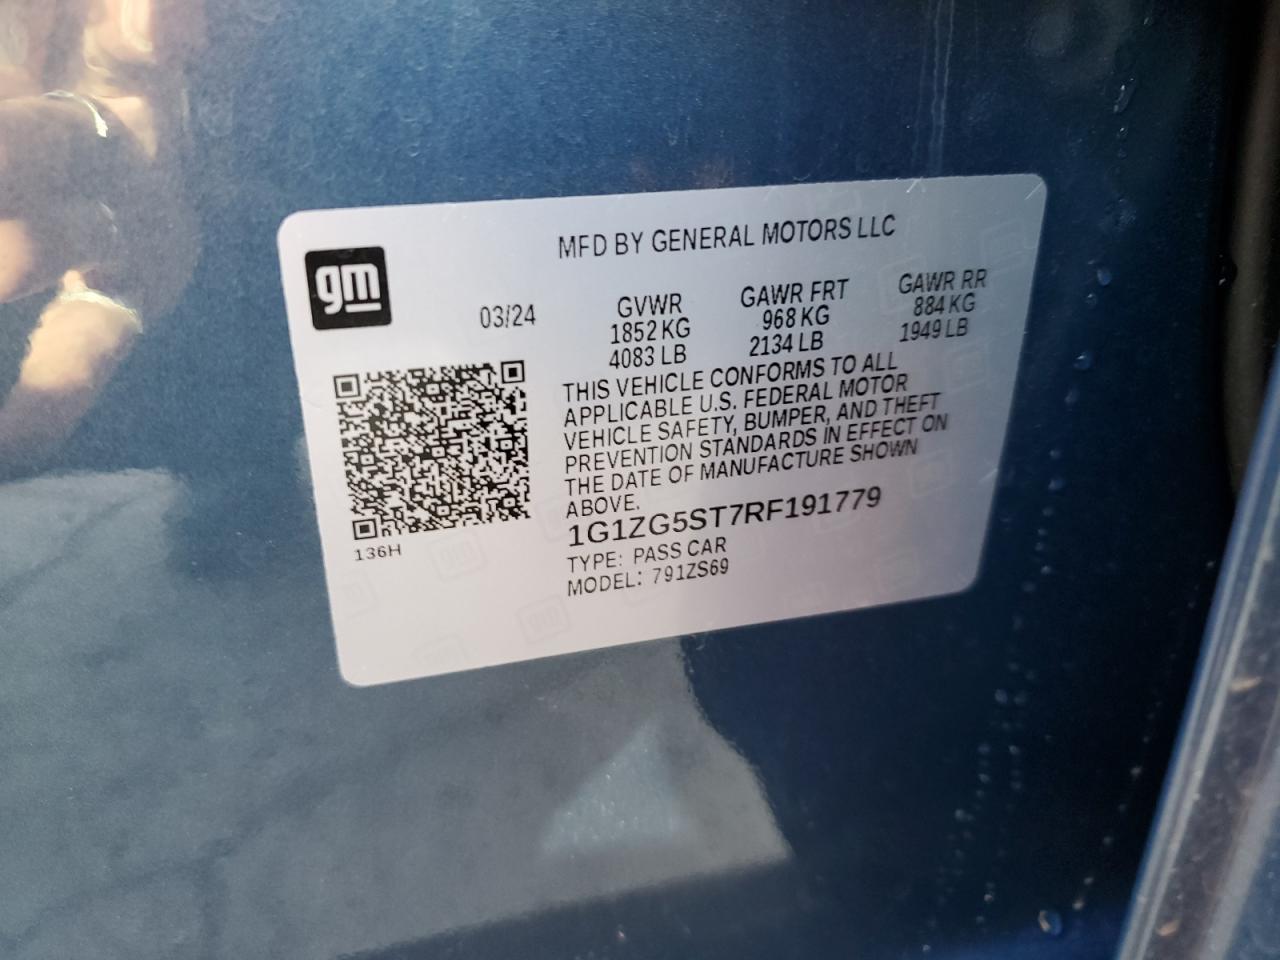 gm
MFD BY GENERAL MOTORS LLC
03/24
GVWR
1852 KG
4083 LB
GAWR FRT
968 KG
2134 LB
GAWR RR
884 KG
1949 LB
THIS VEHICLE CONFORMS TO ALL
APPLICABLE U.S. FEDERAL MOTOR
VEHICLE SAFETY, BUMPER, AND THEFT
PREVENTION STANDARDS IN EFFECT ON
THE DATE OF MANUFACTURE SHOWN
ABOVE.
136H
1G1ZG5ST7RF191779
TYPE: PASS CAR
MODEL: 791ZS69